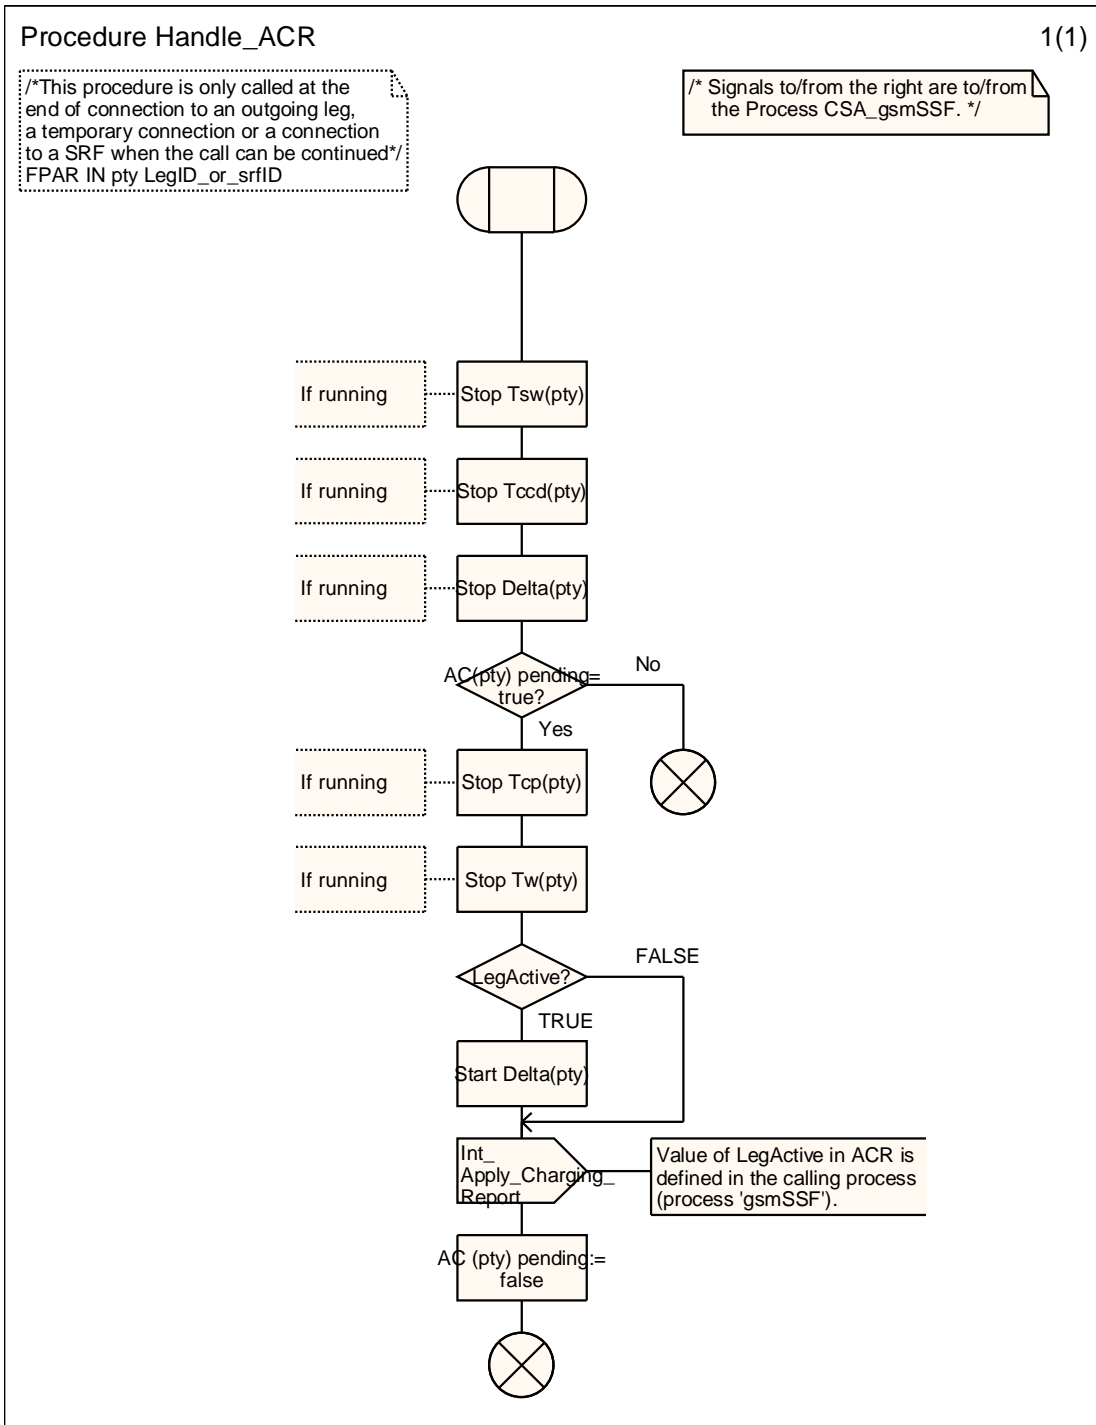 Procedure Handle_ACR
1(1)
/*This procedure is only called at the
end of connection to an outgoing leg,
a temporary connection or a connection
to a SRF when the call can be continued*/
FPAR IN pty LegID_or_srfID
/* Signals to/from the right are to/from
the Process CSA_gsmSSF. */
If running
Stop Tsw(pty)
If running
Stop Tccd(pty)
If running
Stop Delta(pty)
AC(pty) pending=
true?
No
Yes
If running
Stop Tcp(pty)
If running
Stop Tw(pty)
LegActive?
FALSE
TRUE
Start Delta(pty)
Int_
Apply_Charging_
Report
Value of LegActive in ACR is
defined in the calling process
(process 'gsmSSF').
AC (pty) pending:=
false